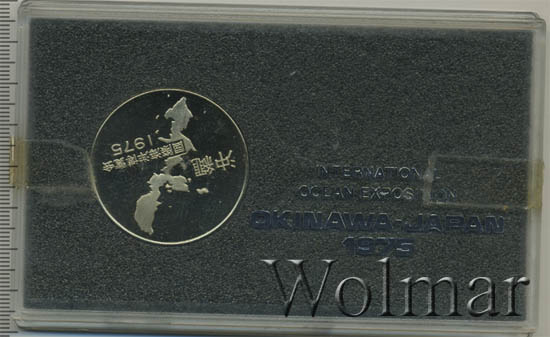 沖縄
国際海洋博覧会
1975
INTERNATIONAL
OCEAN EXPOSITION
OKINAWA-JAPAN
1975
Wolmar